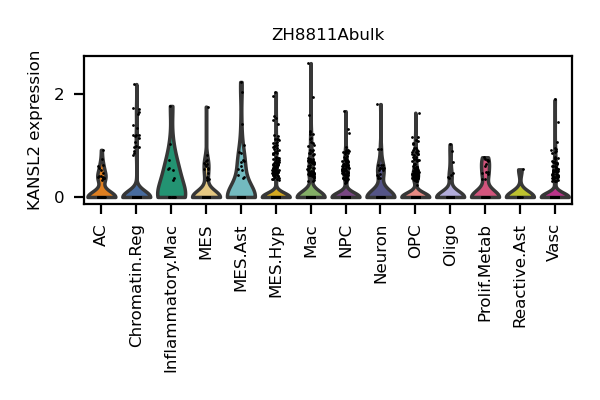 ZH8811Abulk
KANSL2 expression
2
0
AC
Chromatin.Reg
Inflammatory.Mac
MES
MES.Ast
MES.Hyp
Mac
NPC
Neuron
OPC
Oligo
Prolif.Metab
Reactive.Ast
Vasc